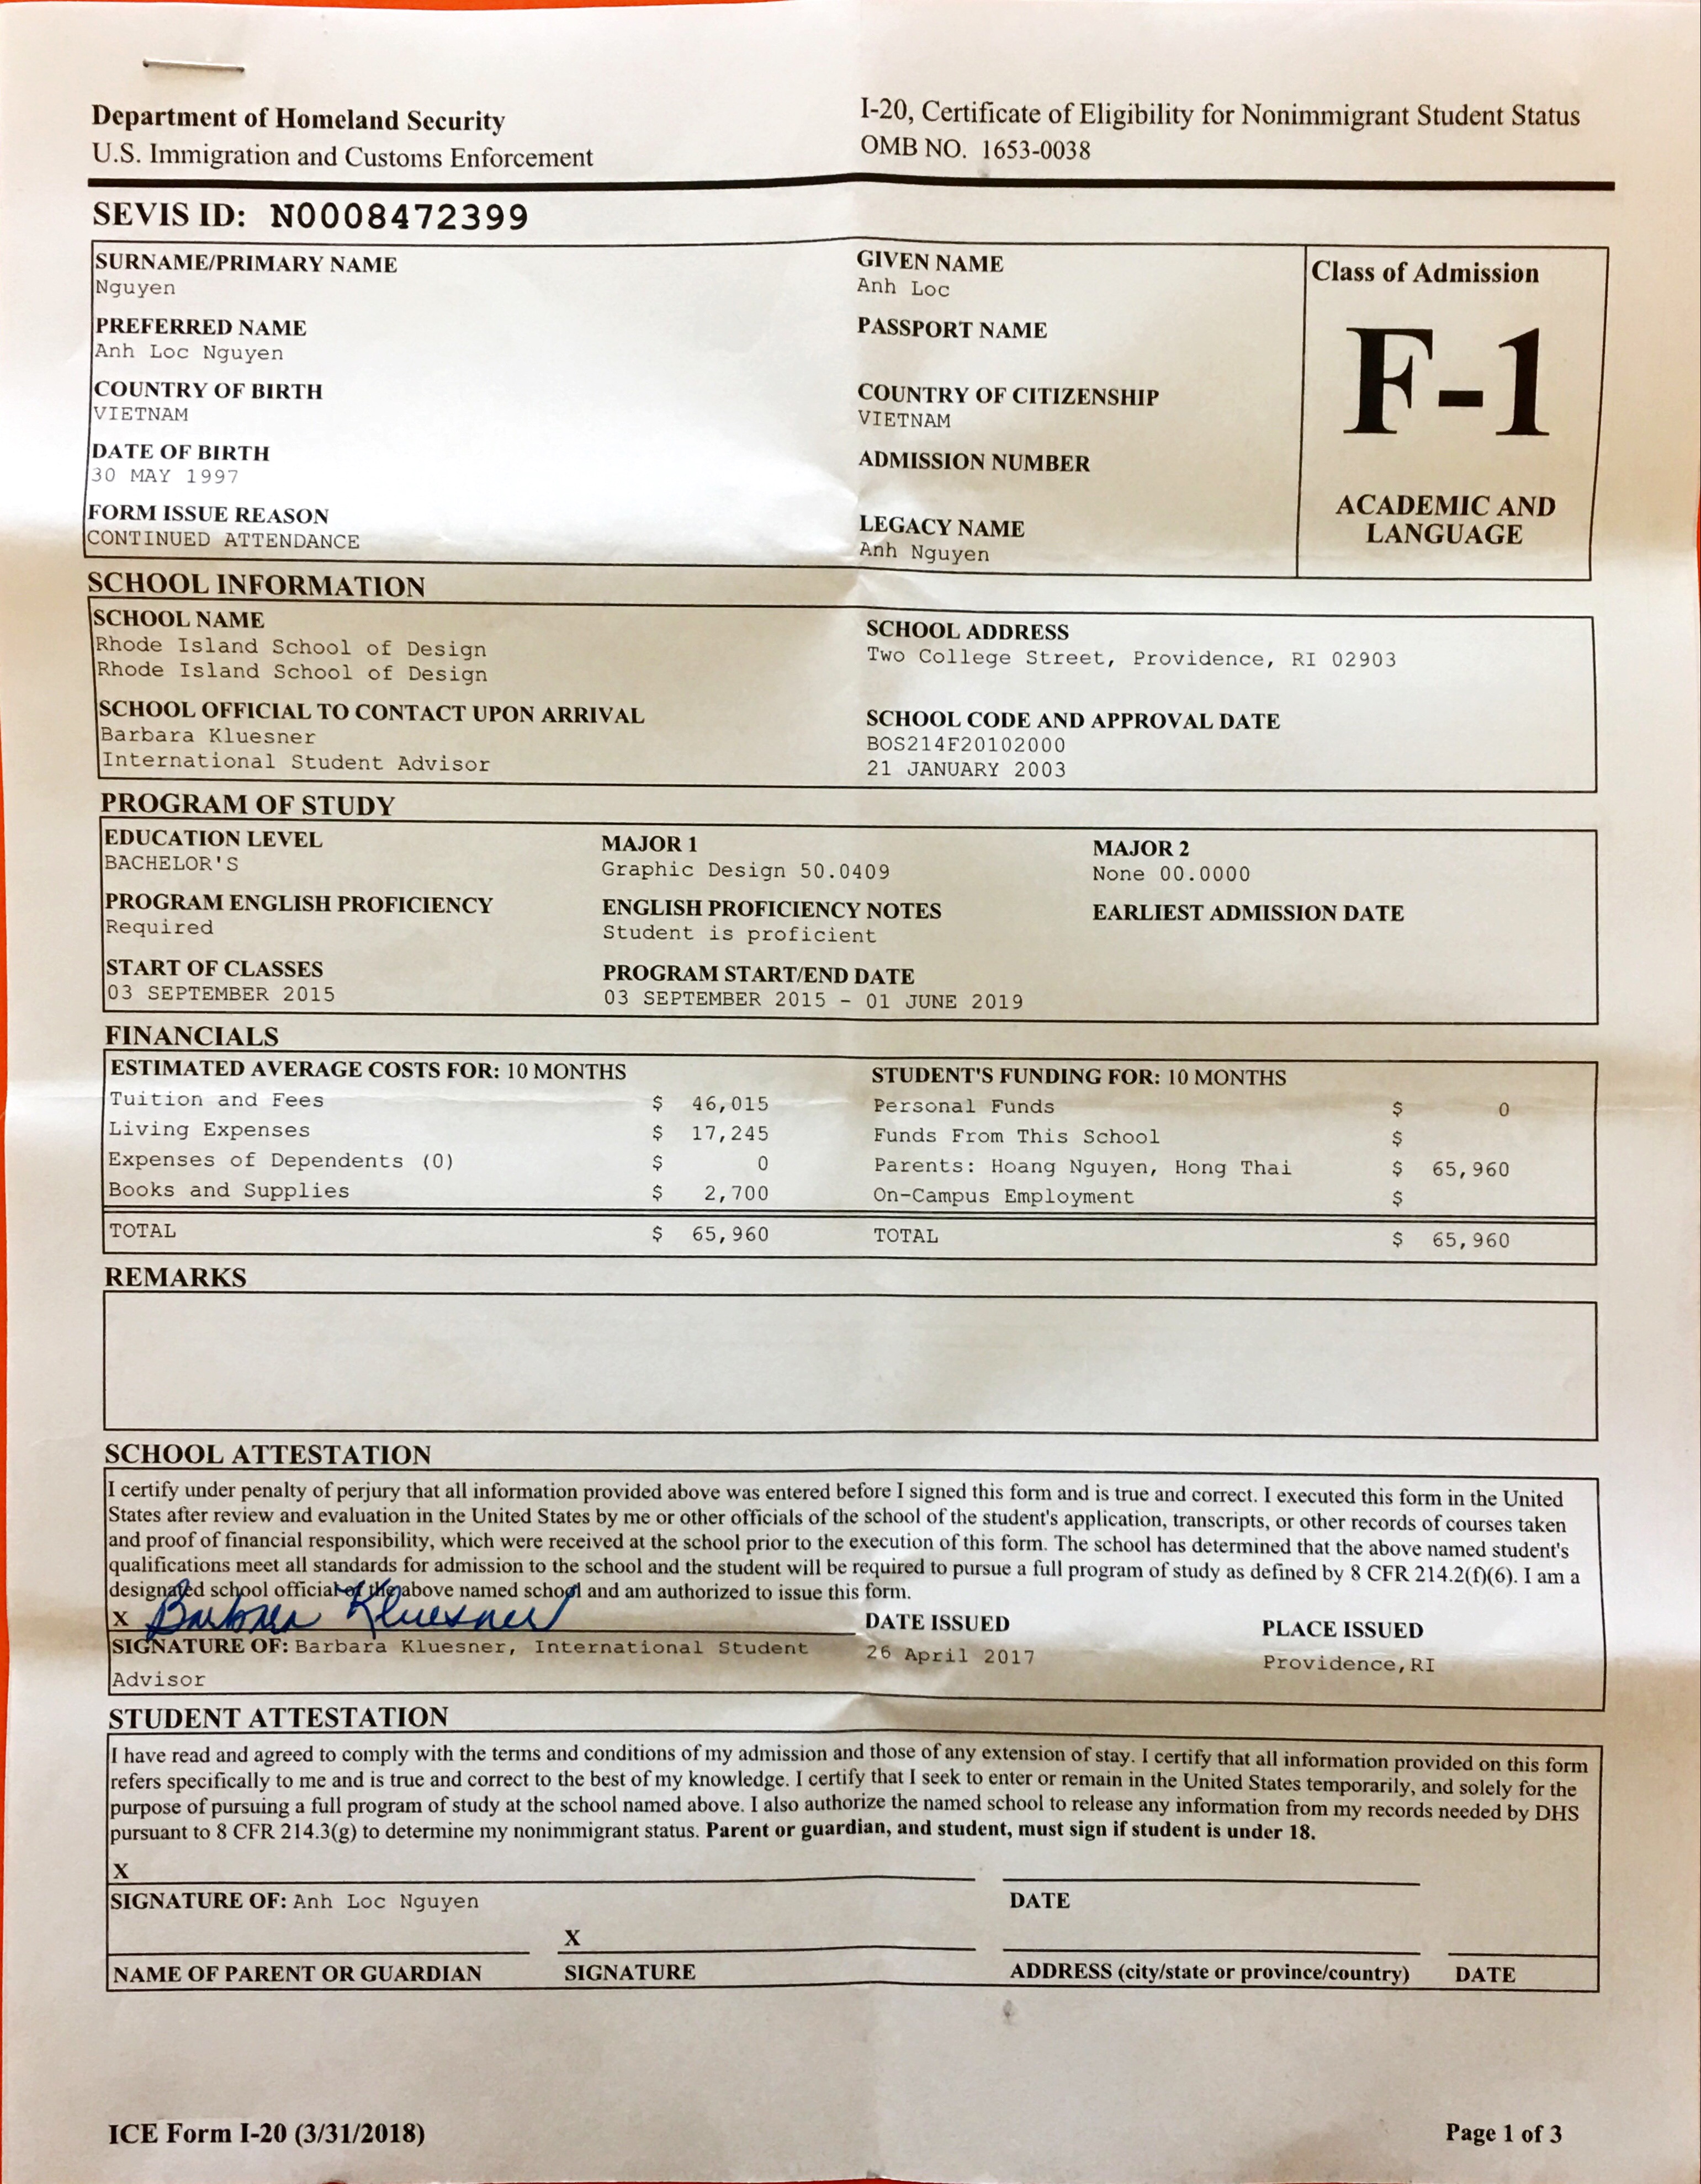 Department of Homeland Security
U.S. Immigration and Customs Enforcement
I-20, Certificate of Eligibility for Nonimmigrant Student Status
OMB NO. 1653-0038
SEVIS ID: N0008472399
SURNAME/PRIMARY NAME
Nguyen
GIVEN NAME
Anh Loc
PREFERRED NAME
Anh Loc Nguyen
PASSPORT NAME
COUNTRY OF BIRTH
VIETNAM
COUNTRY OF CITIZENSHIP
VIETNAM
DATE OF BIRTH
30 MAY 1997
ADMISSION NUMBER
FORM ISSUE REASON
CONTINUED ATTENDANCE
LEGACY NAME
Anh Nguyen
Class of Admission
F-1
ACADEMIC AND
LANGUAGE
SCHOOL INFORMATION
SCHOOL NAME
Rhode Island School of Design
Rhode Island School of Design
SCHOOL ADDRESS
Two College Street, Providence, RI 02903
SCHOOL OFFICIAL TO CONTACT UPON ARRIVAL
Barbara Kluesner
International Student Advisor
SCHOOL CODE AND APPROVAL DATE
BOS214F20102000
21 JANUARY 2003
PROGRAM OF STUDY
EDUCATION LEVEL
BACHELOR'S
MAJOR 1
Graphic Design 50.0409
MAJOR 2
None 00.0000
PROGRAM ENGLISH PROFICIENCY
Required
ENGLISH PROFICIENCY NOTES
Student is proficient
EARLIEST ADMISSION DATE
START OF CLASSES
03 SEPTEMBER 2015
PROGRAM START/END DATE
03 SEPTEMBER 2015 - 01 JUNE 2019
FINANCIALS
ESTIMATED AVERAGE COSTS FOR: 10 MONTHS
Tuition and Fees $ 46,015
Living Expenses $ 17,245
Expenses of Dependents (0) $ 0
Books and Supplies $ 2,700
TOTAL $ 65,960
STUDENT'S FUNDING FOR: 10 MONTHS
Personal Funds $ 0
Funds From This School $
Parents: Hoang Nguyen, Hong Thai $ 65,960
On-Campus Employment $
TOTAL $ 65,960
REMARKS
SCHOOL ATTESTATION
I certify under penalty of perjury that all information provided above was entered before I signed this form and is true and correct. I executed this form in the United
States after review and evaluation in the United States by me or other officials of the school of the student's application, transcripts, or other records of courses taken
and proof of financial responsibility, which were received at the school prior to the execution of this form. The school has determined that the above named student's
qualifications meet all standards for admission to the school and the student will be required to pursue a full program of study as defined by 8 CFR 214.2(f)(6). I am a
designated school official of the above named school and am authorized to issue this form.
X Barbara Kluesner
SIGNATURE OF: Barbara Kluesner, International Student
Advisor
DATE ISSUED
26 April 2017
PLACE ISSUED
Providence,RI
STUDENT ATTESTATION
I have read and agreed to comply with the terms and conditions of my admission and those of any extension of stay. I certify that all information provided on this form
refers specifically to me and is true and correct to the best of my knowledge. I certify that I seek to enter or remain in the United States temporarily, and solely for the
purpose of pursuing a full program of study at the school named above. I also authorize the named school to release any information from my records needed by DHS
pursuant to 8 CFR 214.3(g) to determine my nonimmigrant status. Parent or guardian, and student, must sign if student is under 18.
X
SIGNATURE OF: Anh Loc Nguyen
DATE
X
NAME OF PARENT OR GUARDIAN
SIGNATURE
ADDRESS (city/state or province/country)
DATE
ICE Form I-20 (3/31/2018)
Page 1 of 3